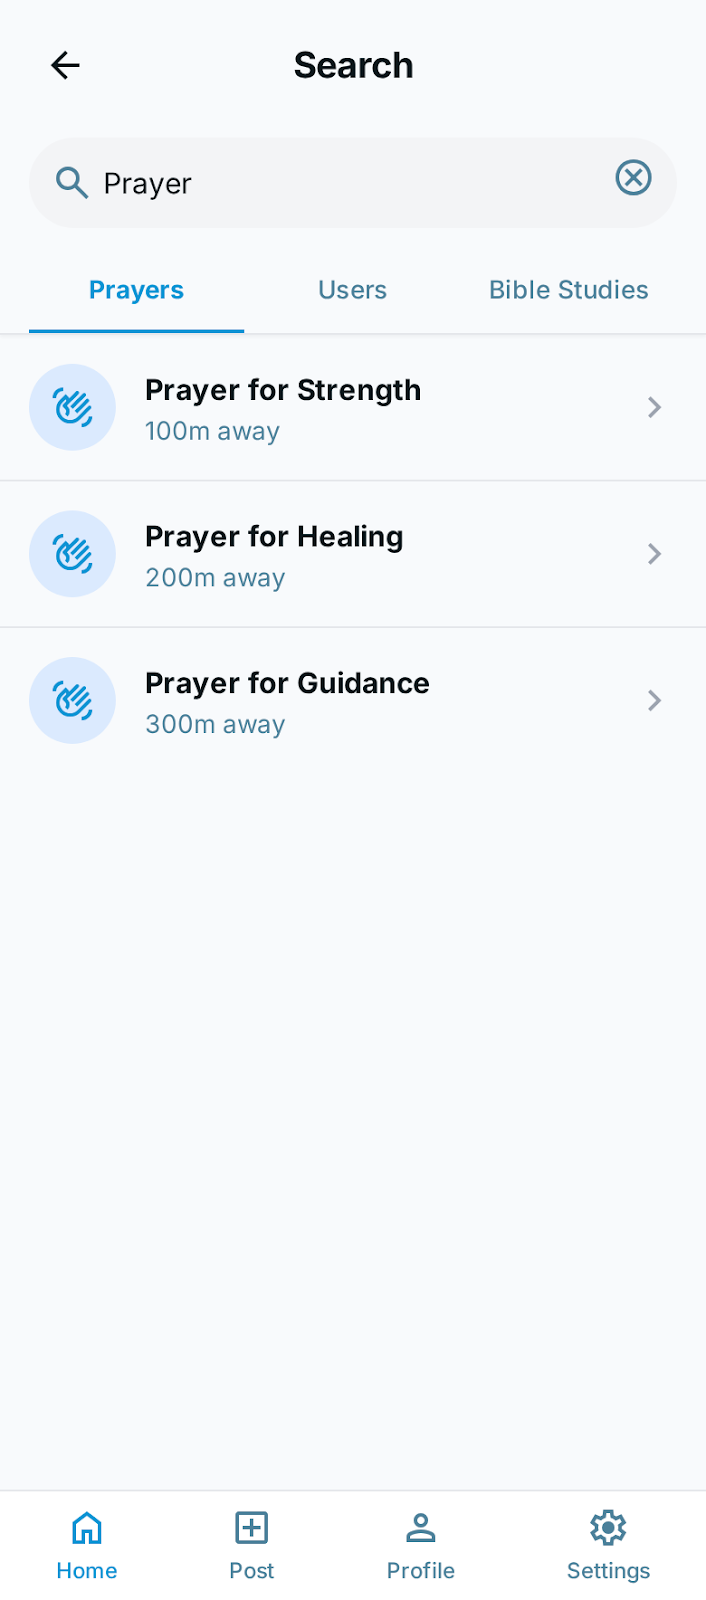 Search
Prayer
Prayers Users Bible Studies
Prayer for Strength
100m away
Prayer for Healing
200m away
Prayer for Guidance
300m away
Home Post Profile Settings